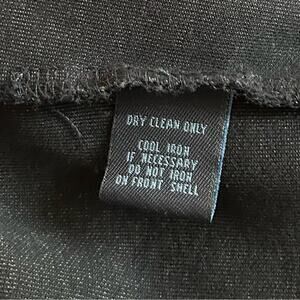 DRY CLEAN ONLY
COOL IRON
IF NECESSARY
DO NOT IRON
ON FRONT SHELL